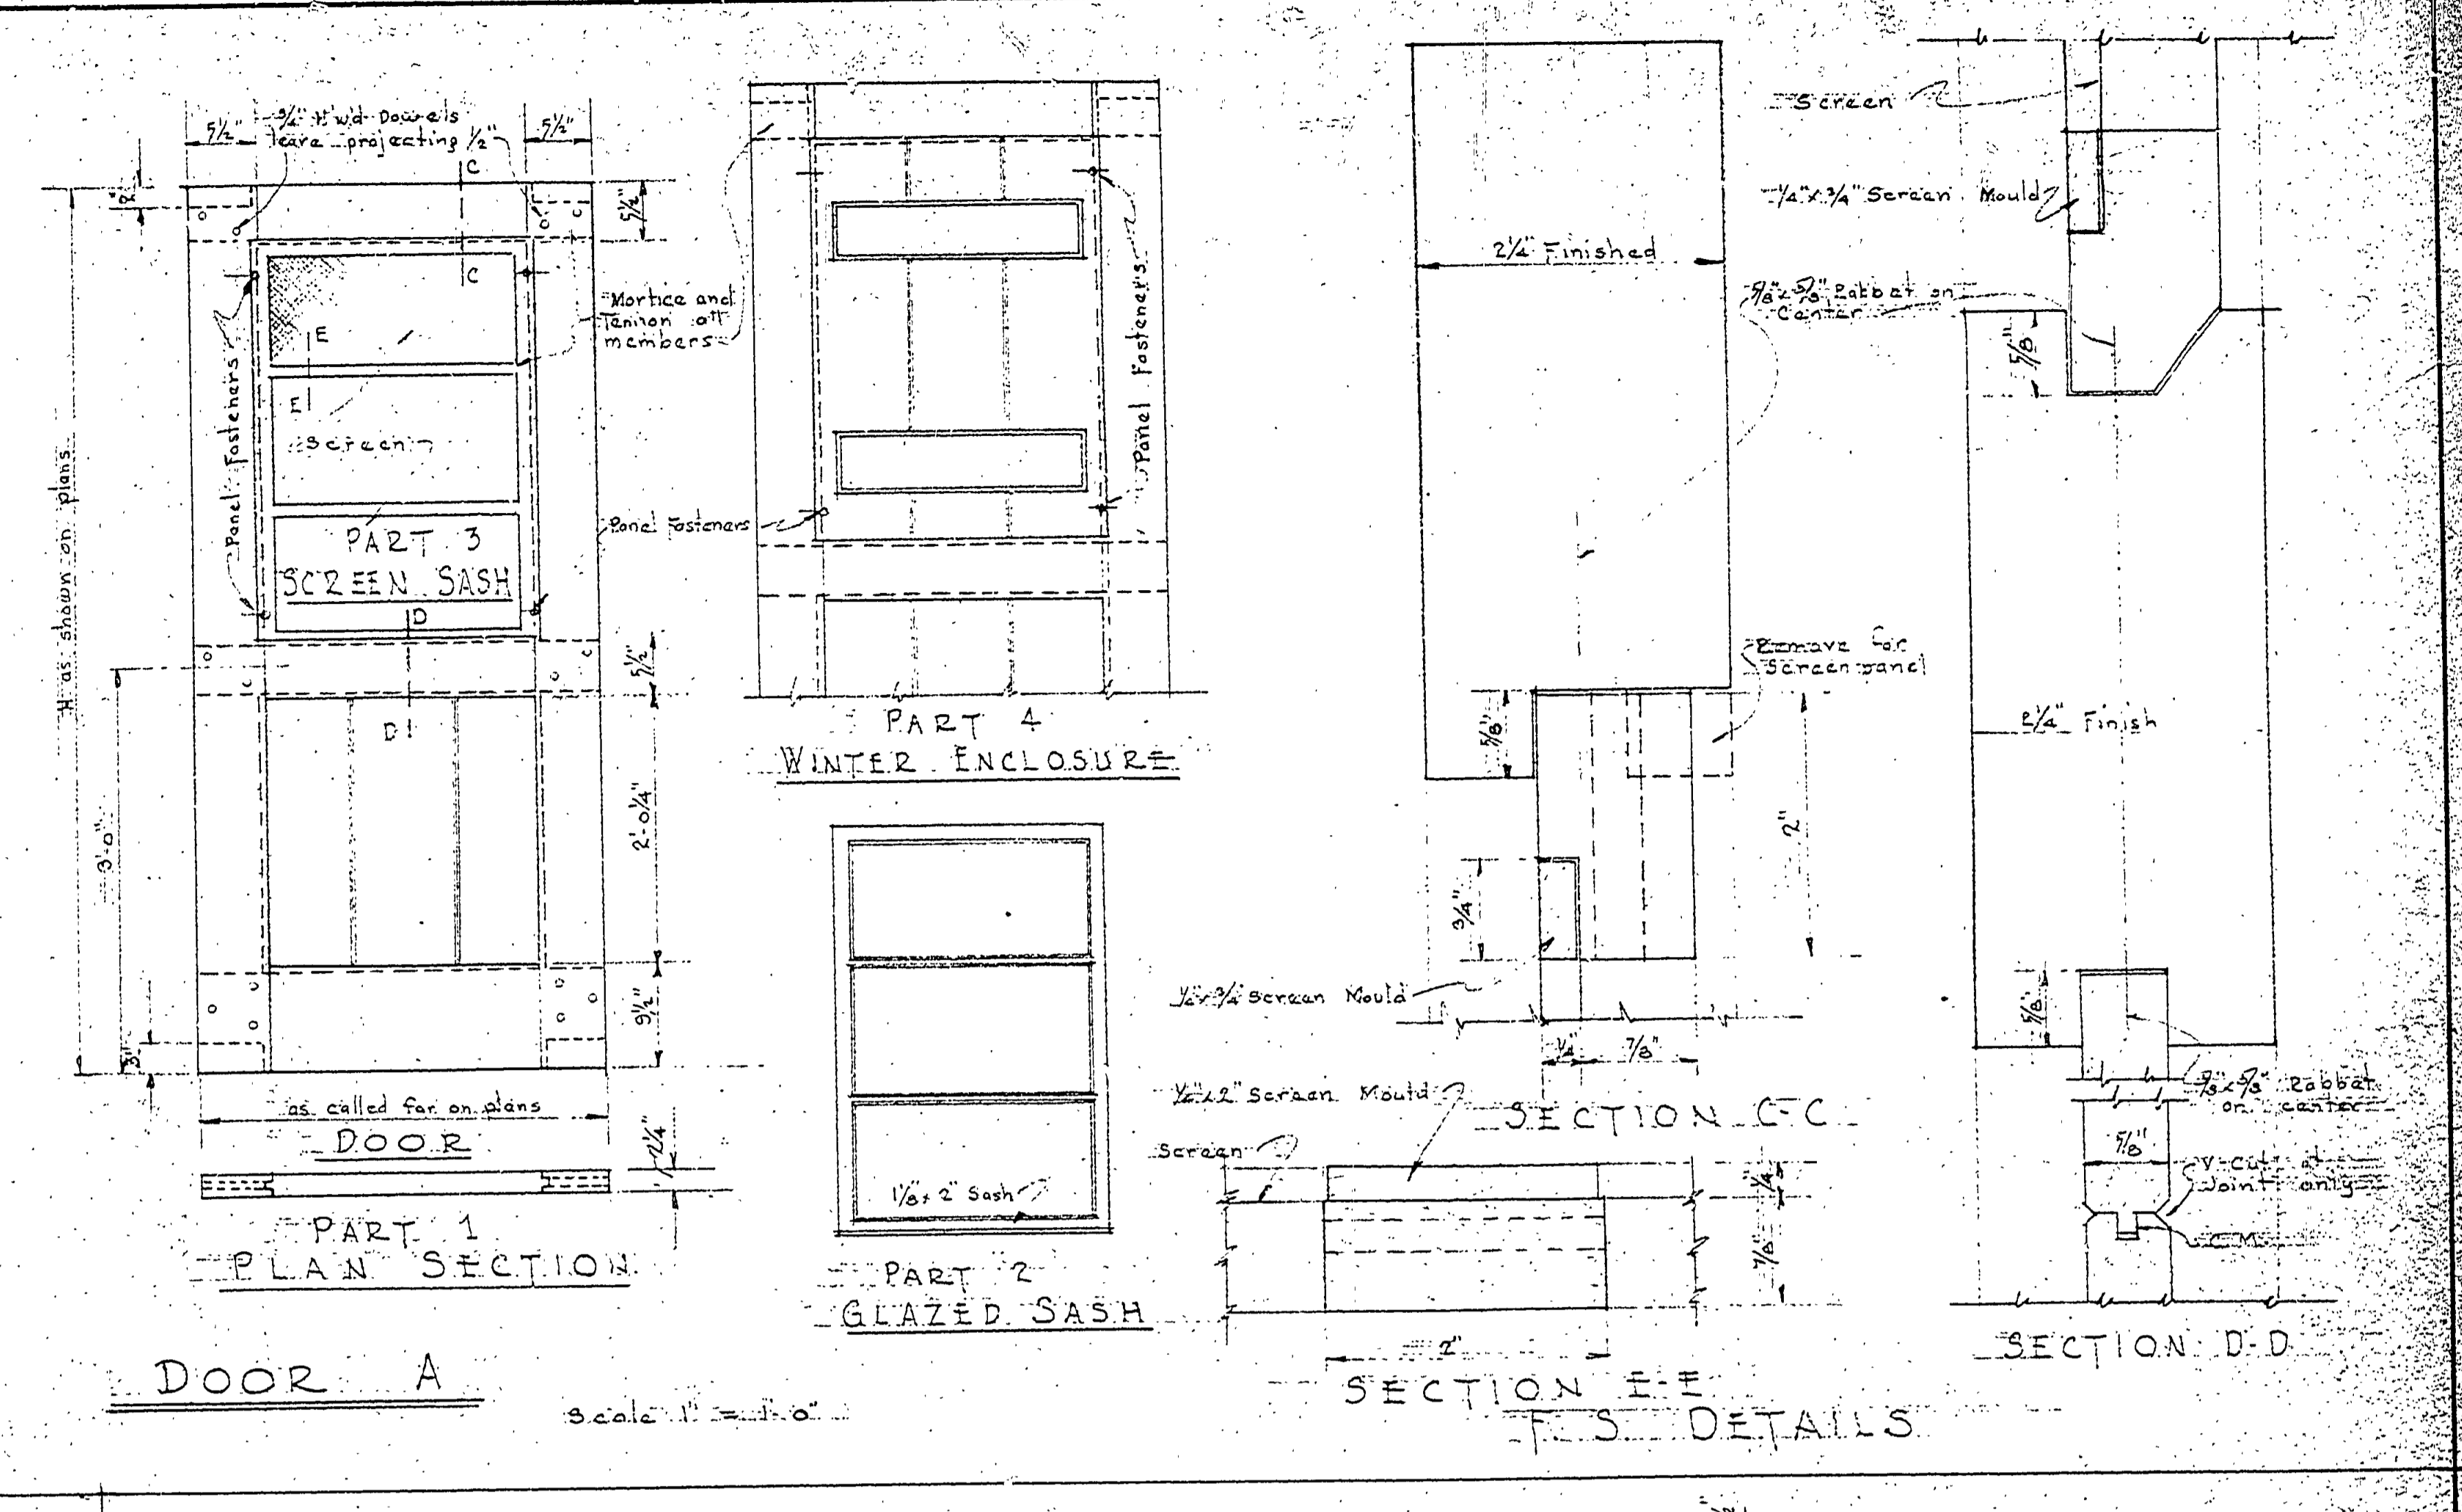 5½"
¾" H'w'd Dowels
leave projecting ½"
5½"
C
2"
5½"
C
E
E
Mortice and
Tennon all
members
Panel Fasteners
Screen
PART 3
SCREEN SASH
D
D
H as shown on plans
3'-0"
5½"
2'-0¼"
9½"
3"
as called for on plans
DOOR
2¼"
PART 1
PLAN SECTION
DOOR A
Scale 1" = 1'-0"
Panel Fasteners
Panel Fasteners
PART 4
WINTER ENCLOSURE
1⅛ x 2" Sash
PART 2
GLAZED SASH
2¼" Finished
Remove for
Screen panel
5/8"
2"
¾"
¼ x ¾ Screen Mould
¼"
7/8"
SECTION C-C
¼ x 2" Screen Mould
Screen
¼"
7/8"
2"
SECTION E-E
F. S. DETAILS
Screen
¼" x ¾" Screen Mould
5/8" x 5/8" Rabbet on
Center
5/8"
2¼" Finish
5/8"
5/8 x 5/8" Rabbet
on center
5/8"
V-cut at
Joint only
C.M.
SECTION D-D